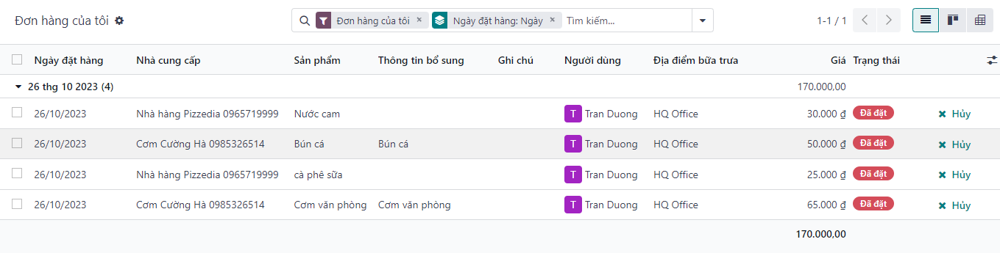 Đơn hàng của tôi
Đơn hàng của tôi × Ngày đặt hàng: Ngày × Tìm kiếm...
1-1 / 1
Ngày đặt hàng Nhà cung cấp Sản phẩm Thông tin bổ sung Ghi chú Người dùng Địa điểm bữa trưa Giá Trạng thái
26 thg 10 2023 (4) 170.000,00
26/10/2023 Nhà hàng Pizzedia 0965719999 Nước cam T Tran Duong HQ Office 30.000 ₫ Đã đặt Hủy
26/10/2023 Cơm Cường Hà 0985326514 Bún cá Bún cá T Tran Duong HQ Office 50.000 ₫ Đã đặt Hủy
26/10/2023 Nhà hàng Pizzedia 0965719999 cà phê sữa T Tran Duong HQ Office 25.000 ₫ Đã đặt Hủy
26/10/2023 Cơm Cường Hà 0985326514 Cơm văn phòng Cơm văn phòng T Tran Duong HQ Office 65.000 ₫ Đã đặt Hủy
170.000,00